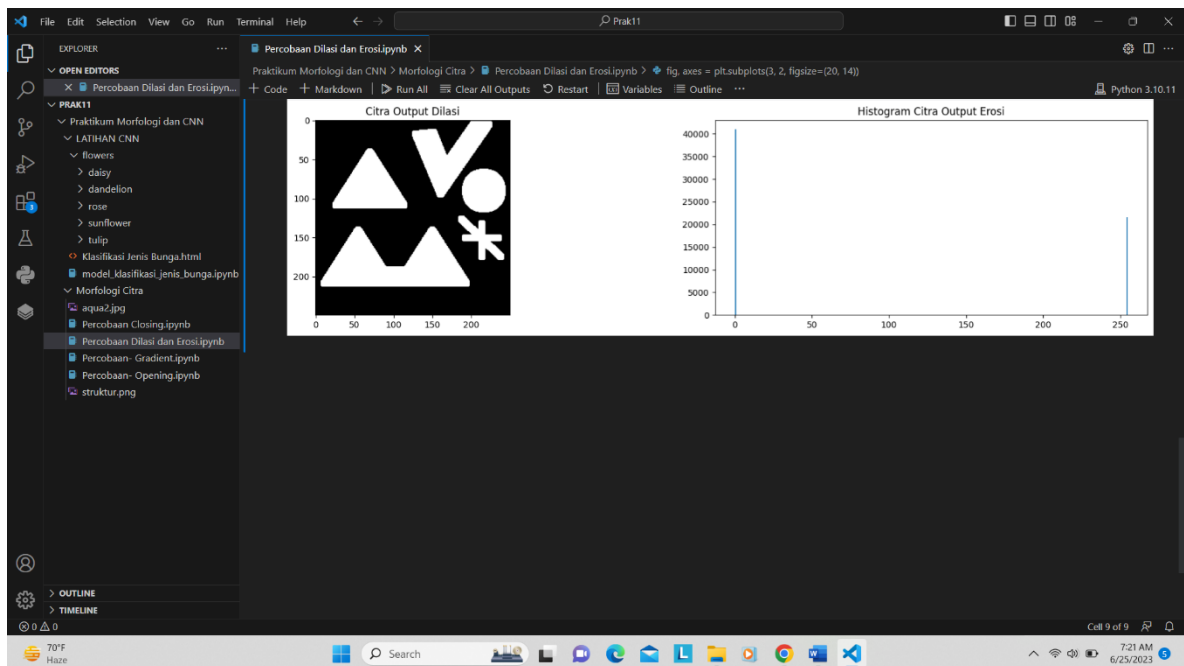 File Edit Selection View Go Run Terminal Help
Prak11
EXPLORER
OPEN EDITORS
Percobaan Dilasi dan Erosi.ipyn...
PRAK11
Praktikum Morfologi dan CNN
LATIHAN CNN
flowers
daisy
dandelion
rose
sunflower
tulip
Klasifikasi Jenis Bunga.html
model_klasifikasi_jenis_bunga.ipynb
Morfologi Citra
aqua2.jpg
Percobaan Closing.ipynb
Percobaan Dilasi dan Erosi.ipynb
Percobaan- Gradient.ipynb
Percobaan- Opening.ipynb
struktur.png
OUTLINE
TIMELINE
3
Percobaan Dilasi dan Erosi.ipynb
Praktikum Morfologi dan CNN > Morfologi Citra > Percobaan Dilasi dan Erosi.ipynb > fig, axes = plt.subplots(3, 2, figsize=(20, 14))
+ Code + Markdown | Run All Clear All Outputs Restart | Variables Outline ... Python 3.10.11
Citra Output Dilasi
0
50
100
150
200
0 50 100 150 200
Histogram Citra Output Erosi
40000
35000
30000
25000
20000
15000
10000
5000
0
0 50 100 150 200 250
0 0 Cell 9 of 9
70°F
Haze
Search
7:21 AM
6/25/2023
5